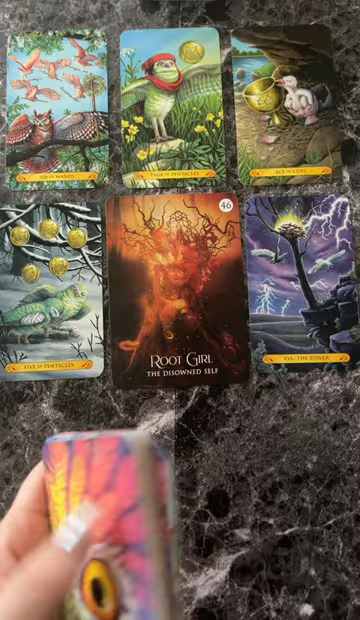 SIX OF WANDS
PAGE OF PENTACLES
ACE OF CUPS
FIVE OF PENTACLES
46
ROOT GIRL
THE DISOWNED SELF
XVI. THE TOWER